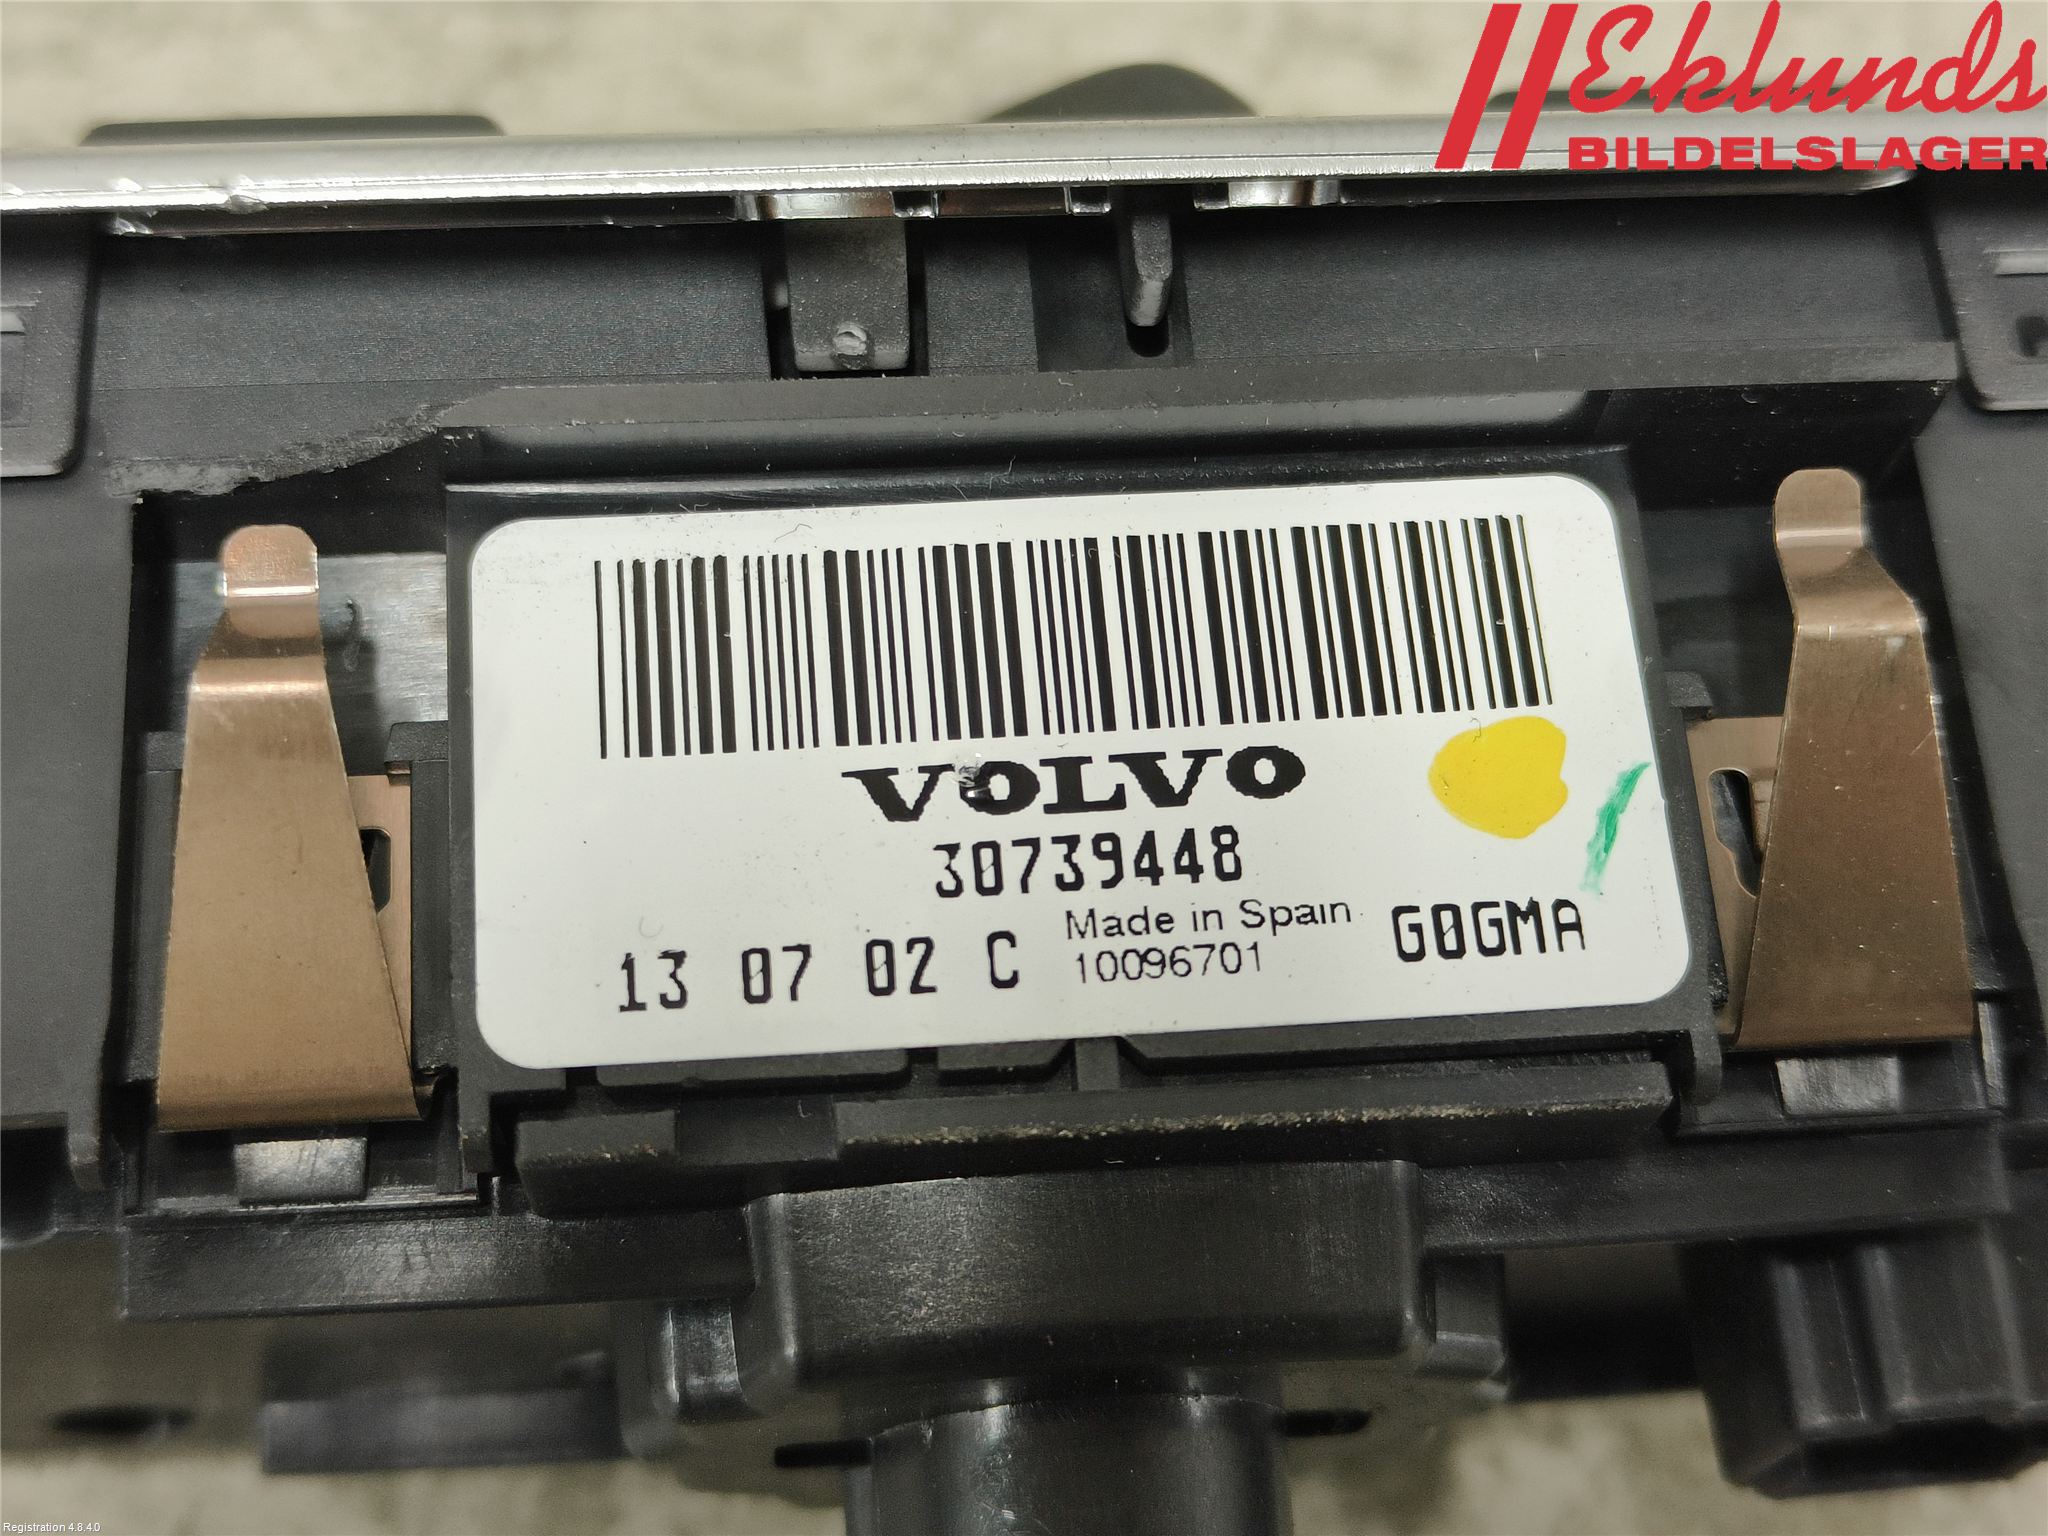 Eklunds
BILDELSLAGER
VOLVO
30739448
13 07 02 C Made in Spain G0GMA
10096701
Registration 4.8.4.0